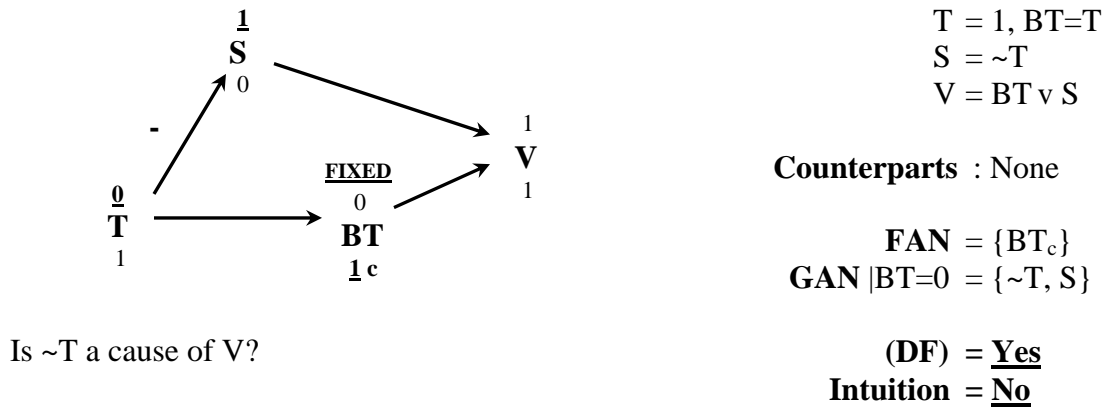 1
S
0
-
1
V
1
FIXED
0
BT
1 c
0
T
1
Is ~T a cause of V?
T = 1, BT=T
S = ~T
V = BT v S
Counterparts : None
FAN = {BTc}
GAN |BT=0 = {~T, S}
(DF) = Yes
Intuition = No